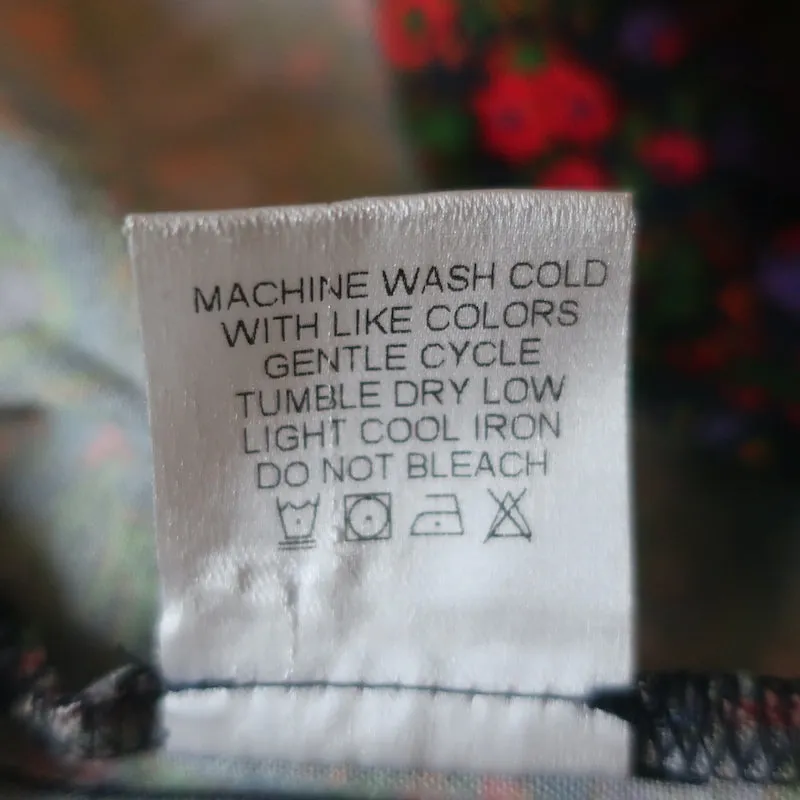 MACHINE WASH COLD
WITH LIKE COLORS
GENTLE CYCLE
TUMBLE DRY LOW
LIGHT COOL IRON
DO NOT BLEACH